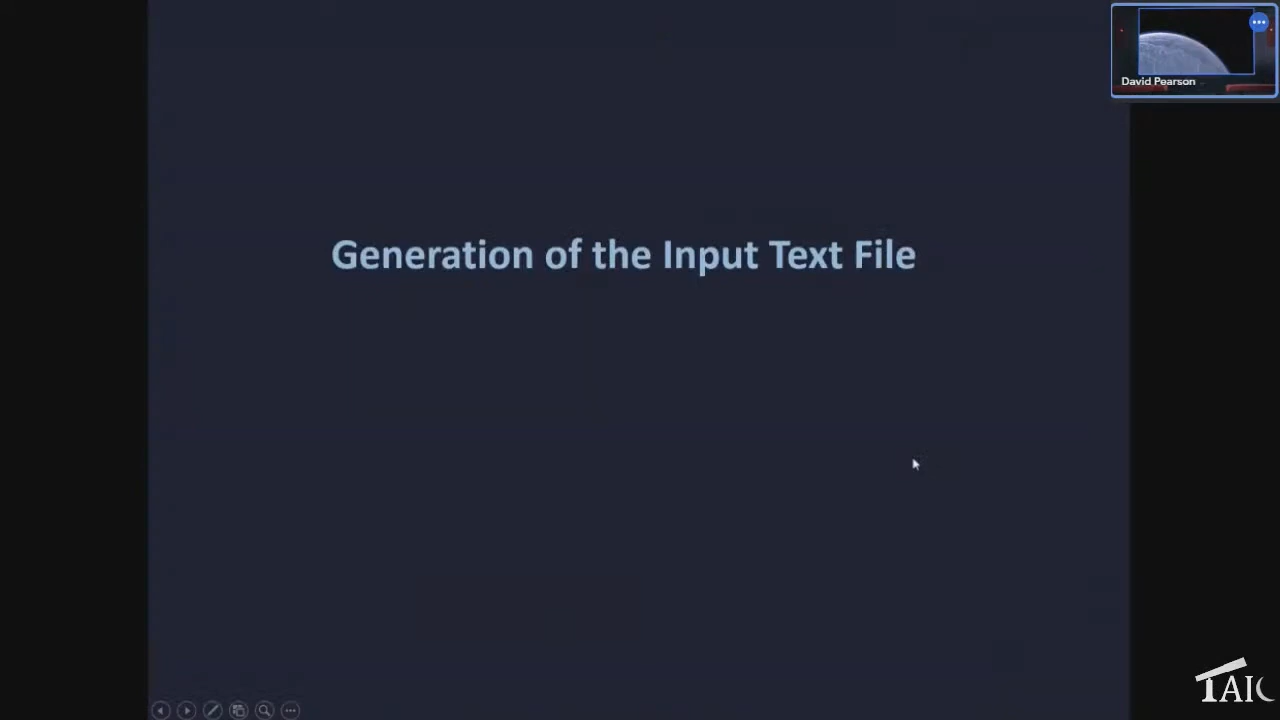 David Pearson
Generation of the Input Text File
TAIC